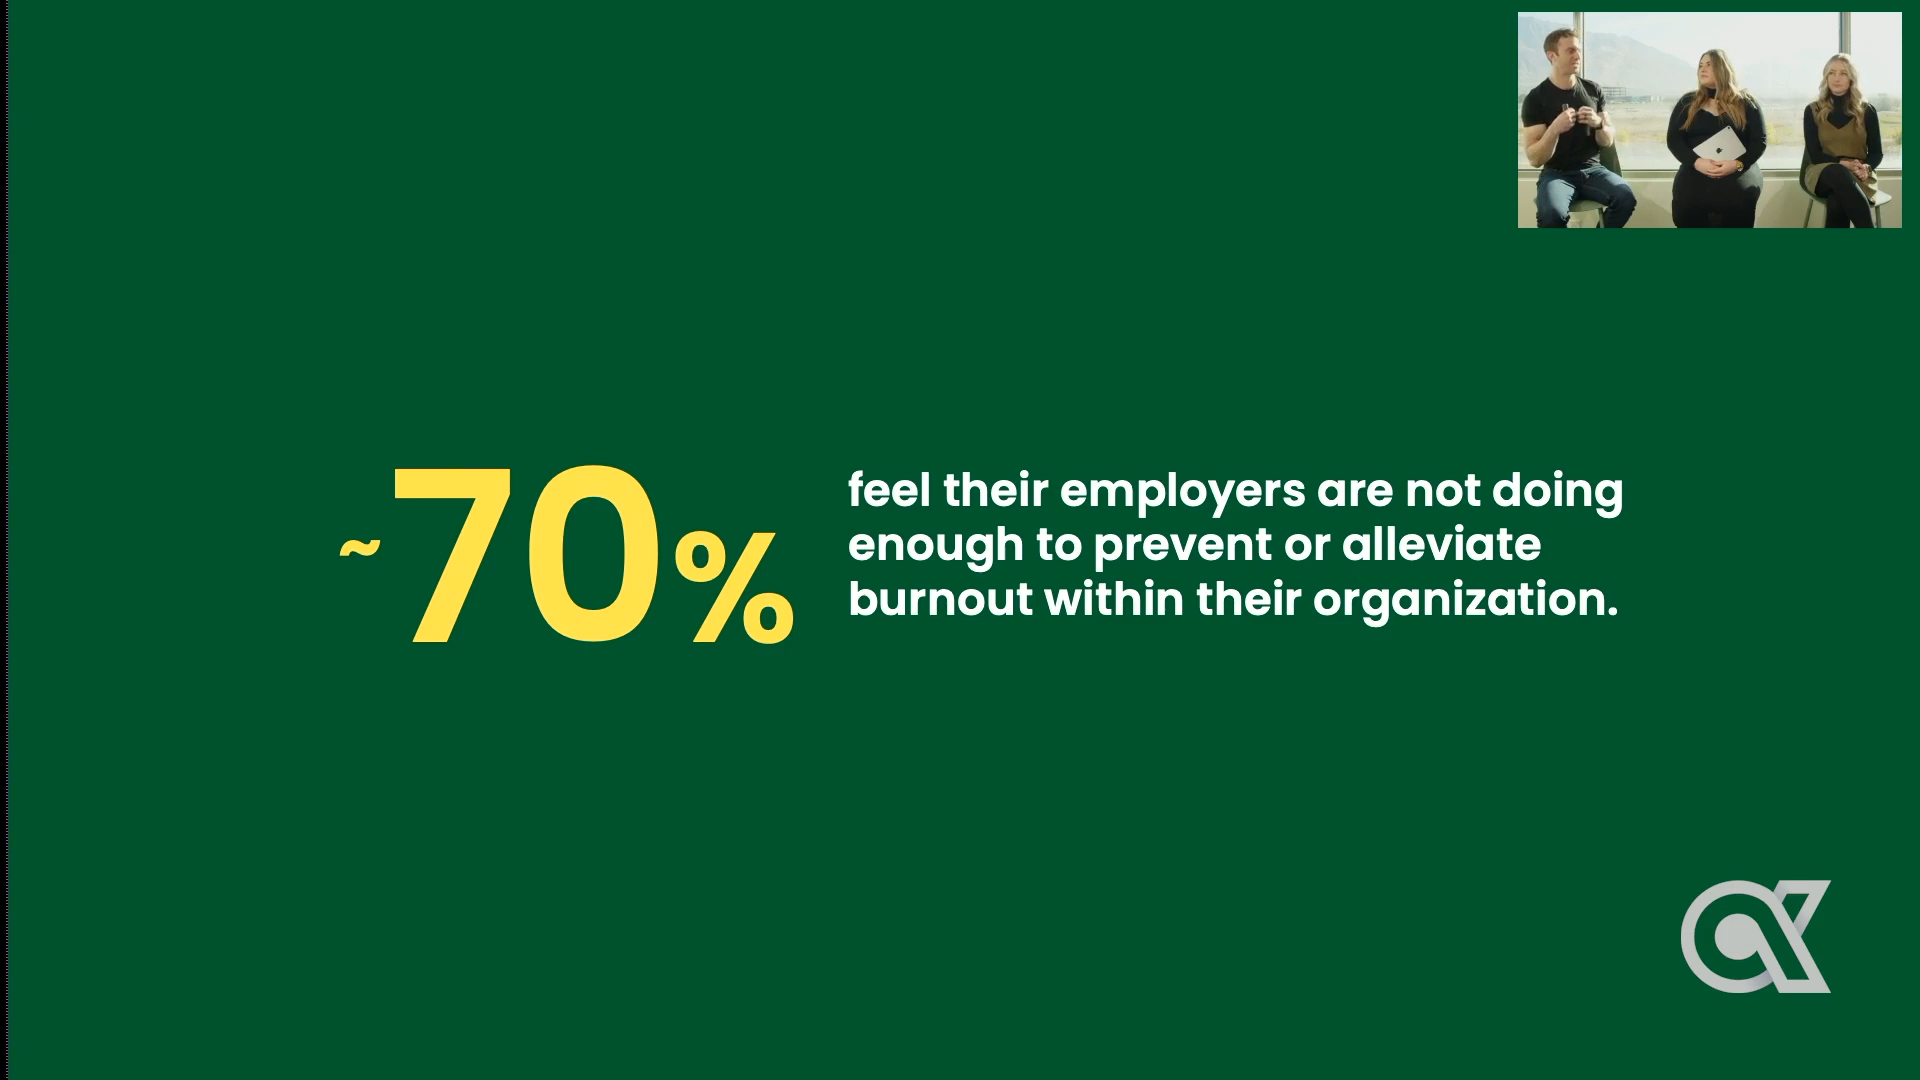 ~70%
feel their employers are not doing
enough to prevent or alleviate
burnout within their organization.